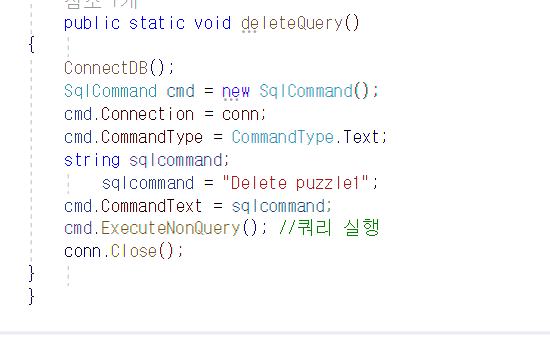 참조 1개
public static void deleteQuery()
{
ConnectDB();
SqlCommand cmd = new SqlCommand();
cmd.Connection = conn;
cmd.CommandType = CommandType.Text;
string sqlcommand;
sqlcommand = "Delete puzzle1";
cmd.CommandText = sqlcommand;
cmd.ExecuteNonQuery(); //쿼리 실행
conn.Close();
}
}